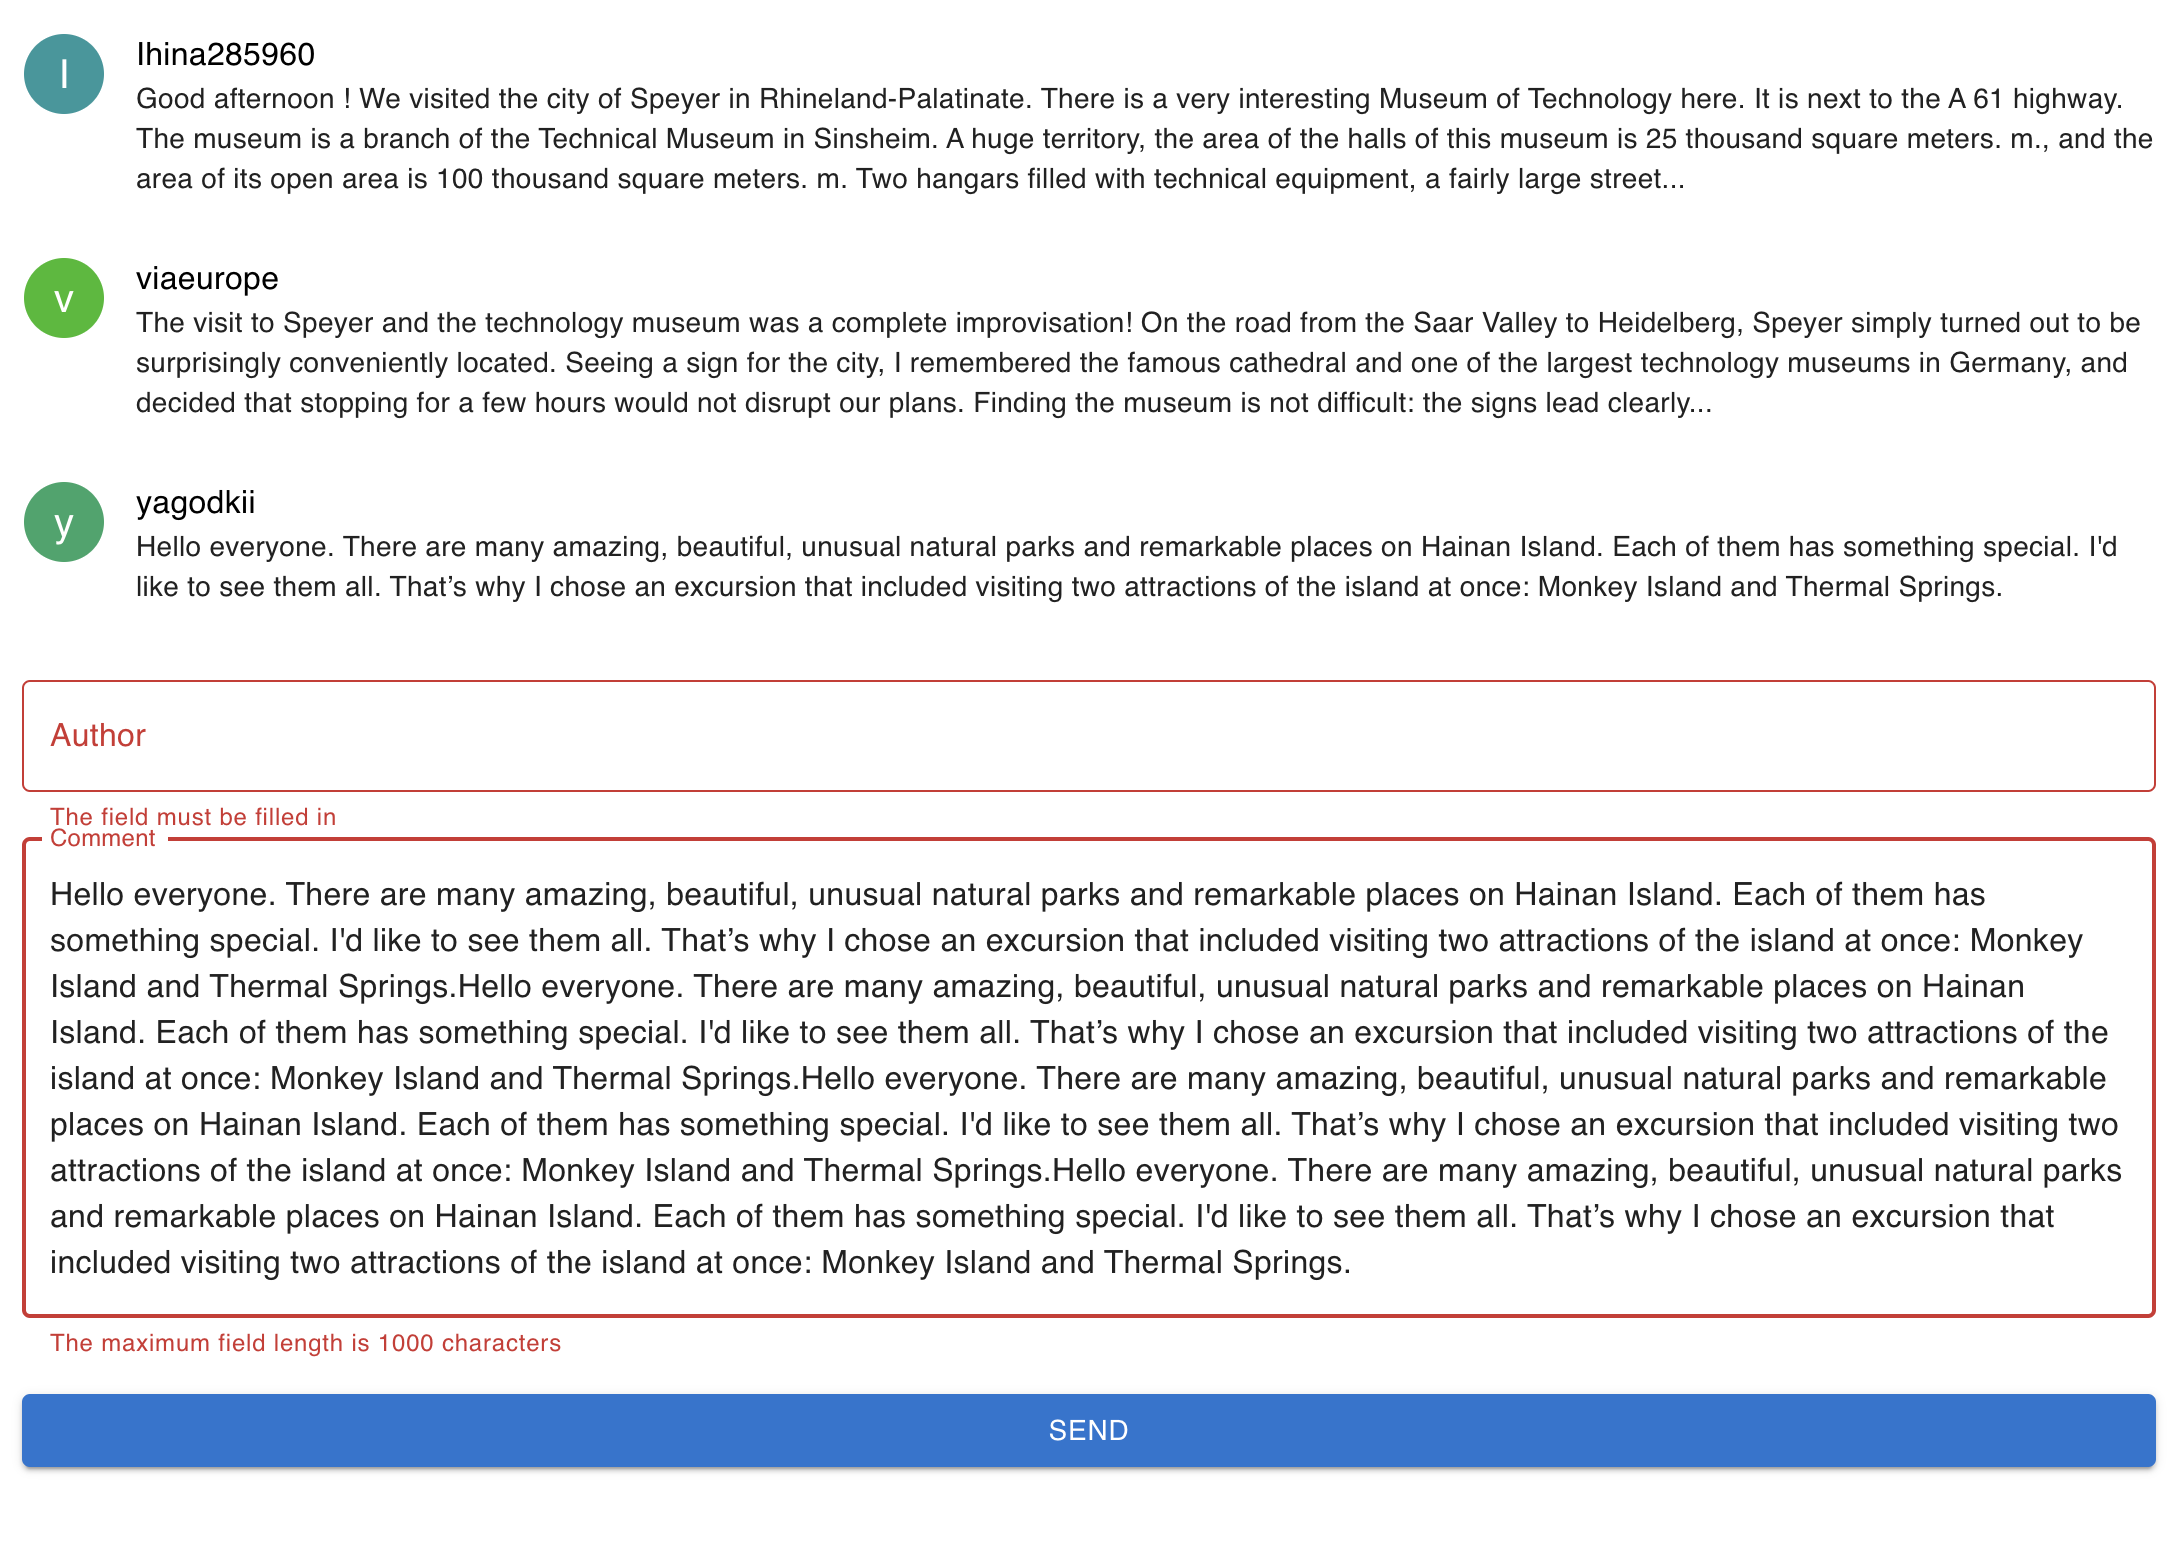 l
lhina285960
Good afternoon ! We visited the city of Speyer in Rhineland-Palatinate. There is a very interesting Museum of Technology here. It is next to the A 61 highway.
The museum is a branch of the Technical Museum in Sinsheim. A huge territory, the area of the halls of this museum is 25 thousand square meters. m., and the
area of its open area is 100 thousand square meters. m. Two hangars filled with technical equipment, a fairly large street...
v
viaeurope
The visit to Speyer and the technology museum was a complete improvisation! On the road from the Saar Valley to Heidelberg, Speyer simply turned out to be
surprisingly conveniently located. Seeing a sign for the city, I remembered the famous cathedral and one of the largest technology museums in Germany, and
decided that stopping for a few hours would not disrupt our plans. Finding the museum is not difficult: the signs lead clearly...
y
yagodkii
Hello everyone. There are many amazing, beautiful, unusual natural parks and remarkable places on Hainan Island. Each of them has something special. I'd
like to see them all. That’s why I chose an excursion that included visiting two attractions of the island at once: Monkey Island and Thermal Springs.
Author
The field must be filled in
Comment
Hello everyone. There are many amazing, beautiful, unusual natural parks and remarkable places on Hainan Island. Each of them has
something special. I'd like to see them all. That’s why I chose an excursion that included visiting two attractions of the island at once: Monkey
Island and Thermal Springs.Hello everyone. There are many amazing, beautiful, unusual natural parks and remarkable places on Hainan
Island. Each of them has something special. I'd like to see them all. That’s why I chose an excursion that included visiting two attractions of the
island at once: Monkey Island and Thermal Springs.Hello everyone. There are many amazing, beautiful, unusual natural parks and remarkable
places on Hainan Island. Each of them has something special. I'd like to see them all. That’s why I chose an excursion that included visiting two
attractions of the island at once: Monkey Island and Thermal Springs.Hello everyone. There are many amazing, beautiful, unusual natural parks
and remarkable places on Hainan Island. Each of them has something special. I'd like to see them all. That’s why I chose an excursion that
included visiting two attractions of the island at once: Monkey Island and Thermal Springs.
The maximum field length is 1000 characters
SEND